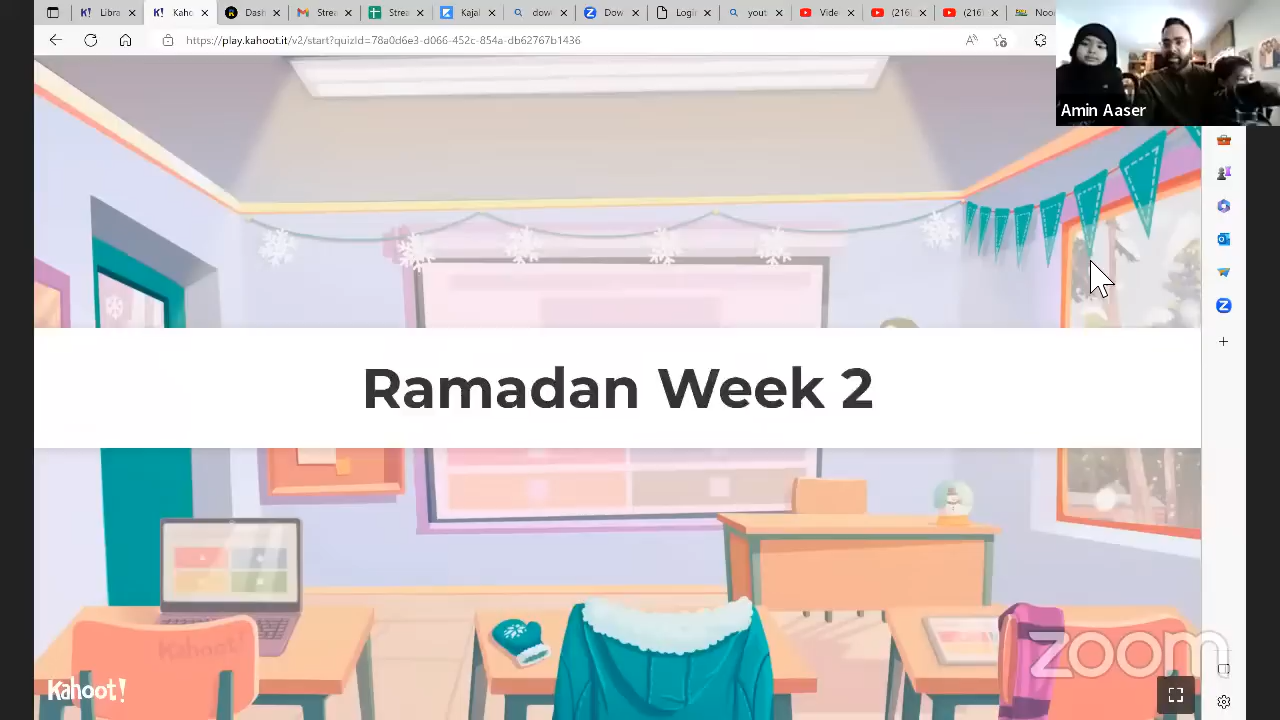 Libra
Kaho
Dash
Strea
Strea
Kajal
dow
Dow
Login
yout
Vide
(216)
(216)
Noo
https://play.kahoot.it/v2/start?quizId=78a0d6e3-d066-452c-954a-db62767b1436
Amin Aaser
Ramadan Week 2
Kahoot!
Kahoot!
zoom